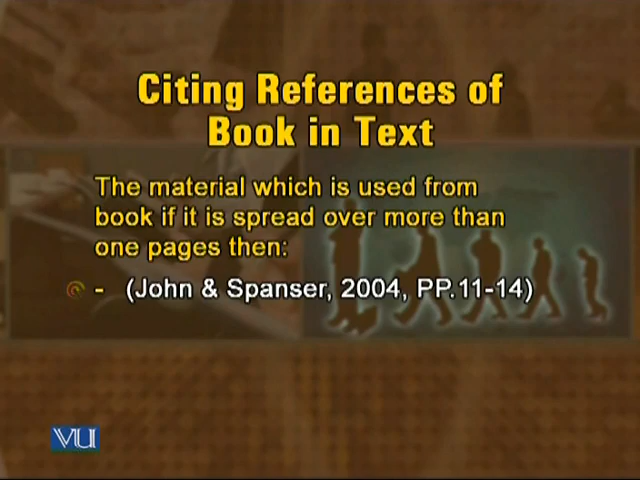 Citing References of
Book in Text
The material which is used from
book if it is spread over more than
one pages then:
- (John & Spanser, 2004, PP.11-14)
VU